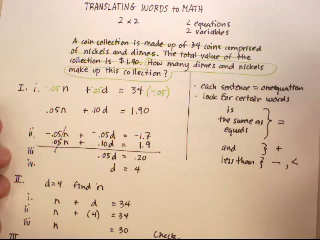 TRANSLATING WORDS to MATH
2 x 2
2 equations
2 variables
A coin collection is made up of 34 coins comprised
of nickels and dimes. The total value of the
collection is $1.90. How many dimes and nickels
make up this collection?
I. i. -.05n + -.05d = 34 (-.05)
.05n + .10d = 1.90
ii. -.05n + -.05d = -1.7
.05n + .10d = 1.9
iii .05d = .20
iv. d = 4
· each sentence = one equation
· look for certain words
is
the same as
equals
} =
and } +
less than } -, <
II. d=4 find n
i. n + d = 34
ii n + (4) = 34
iii n = 30
III
Check